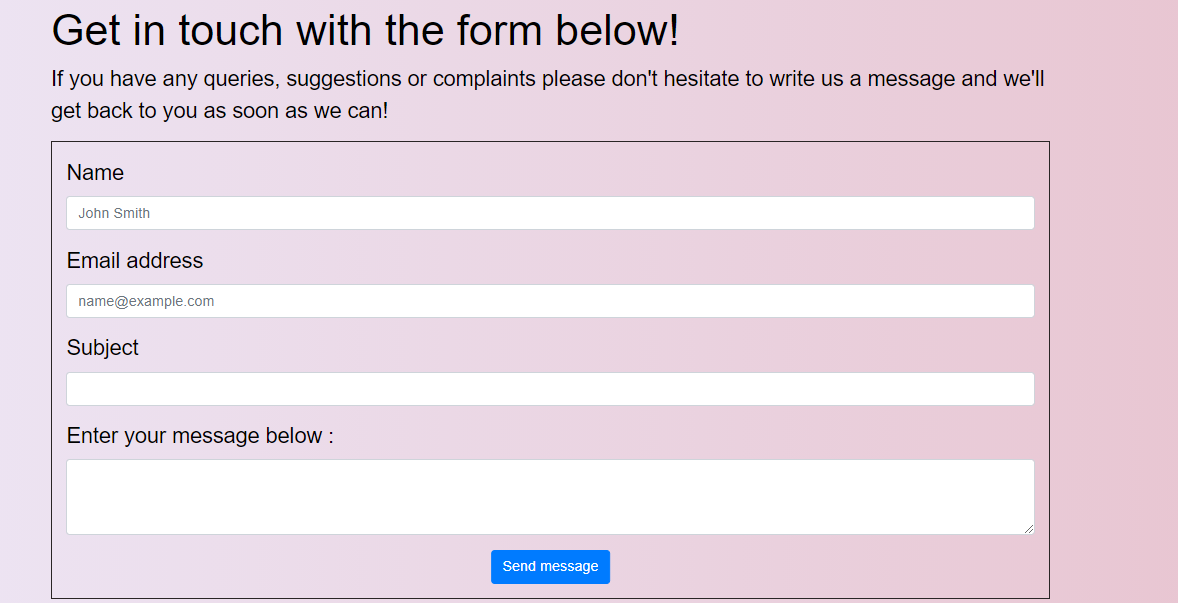 Get in touch with the form below!
If you have any queries, suggestions or complaints please don't hesitate to write us a message and we'll
get back to you as soon as we can!
Name
John Smith
Email address
name@example.com
Subject
Enter your message below :
Send message